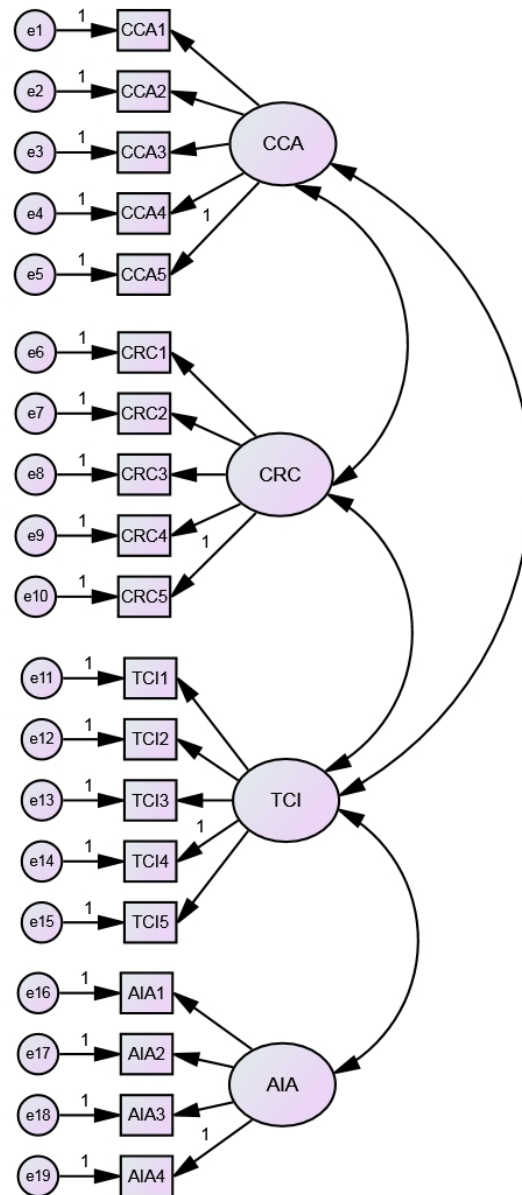 e1 1 CCA1
e2 1 CCA2
e3 1 CCA3
CCA
e4 1 CCA4
1
e5 1 CCA5
e6 1 CRC1
e7 1 CRC2
e8 1 CRC3
CRC
e9 1 CRC4
1
e10 1 CRC5
e11 1 TCI1
e12 1 TCI2
e13 1 TCI3
TCI
1
e14 1 TCI4
e15 1 TCI5
e16 1 AIA1
e17 1 AIA2
AIA
e18 1 AIA3
1
e19 1 AIA4